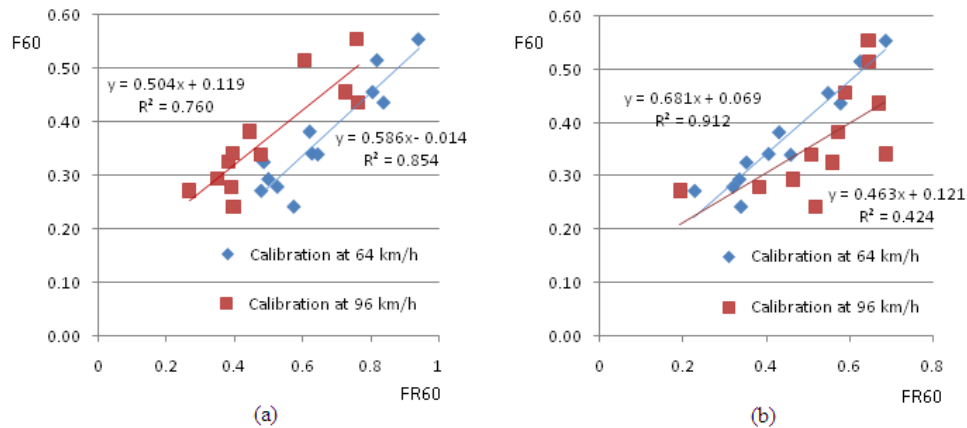 0.60
F60
0.50
0.40
0.30
0.20
0.10
0.00
y = 0.504x + 0.119
R² = 0.760
y = 0.586x- 0.014
R² = 0.854
Calibration at 64 km/h
Calibration at 96 km/h
0
0.2
0.4
0.6
0.8
1
FR60
(a)
0.60
F60
0.50
0.40
0.30
0.20
0.10
0.00
y = 0.681x + 0.069
R² = 0.912
y = 0.463x + 0.121
R² = 0.424
Calibration at 64 km/h
Calibration at 96 km/h
0
0.2
0.4
0.6
0.8
FR60
(b)